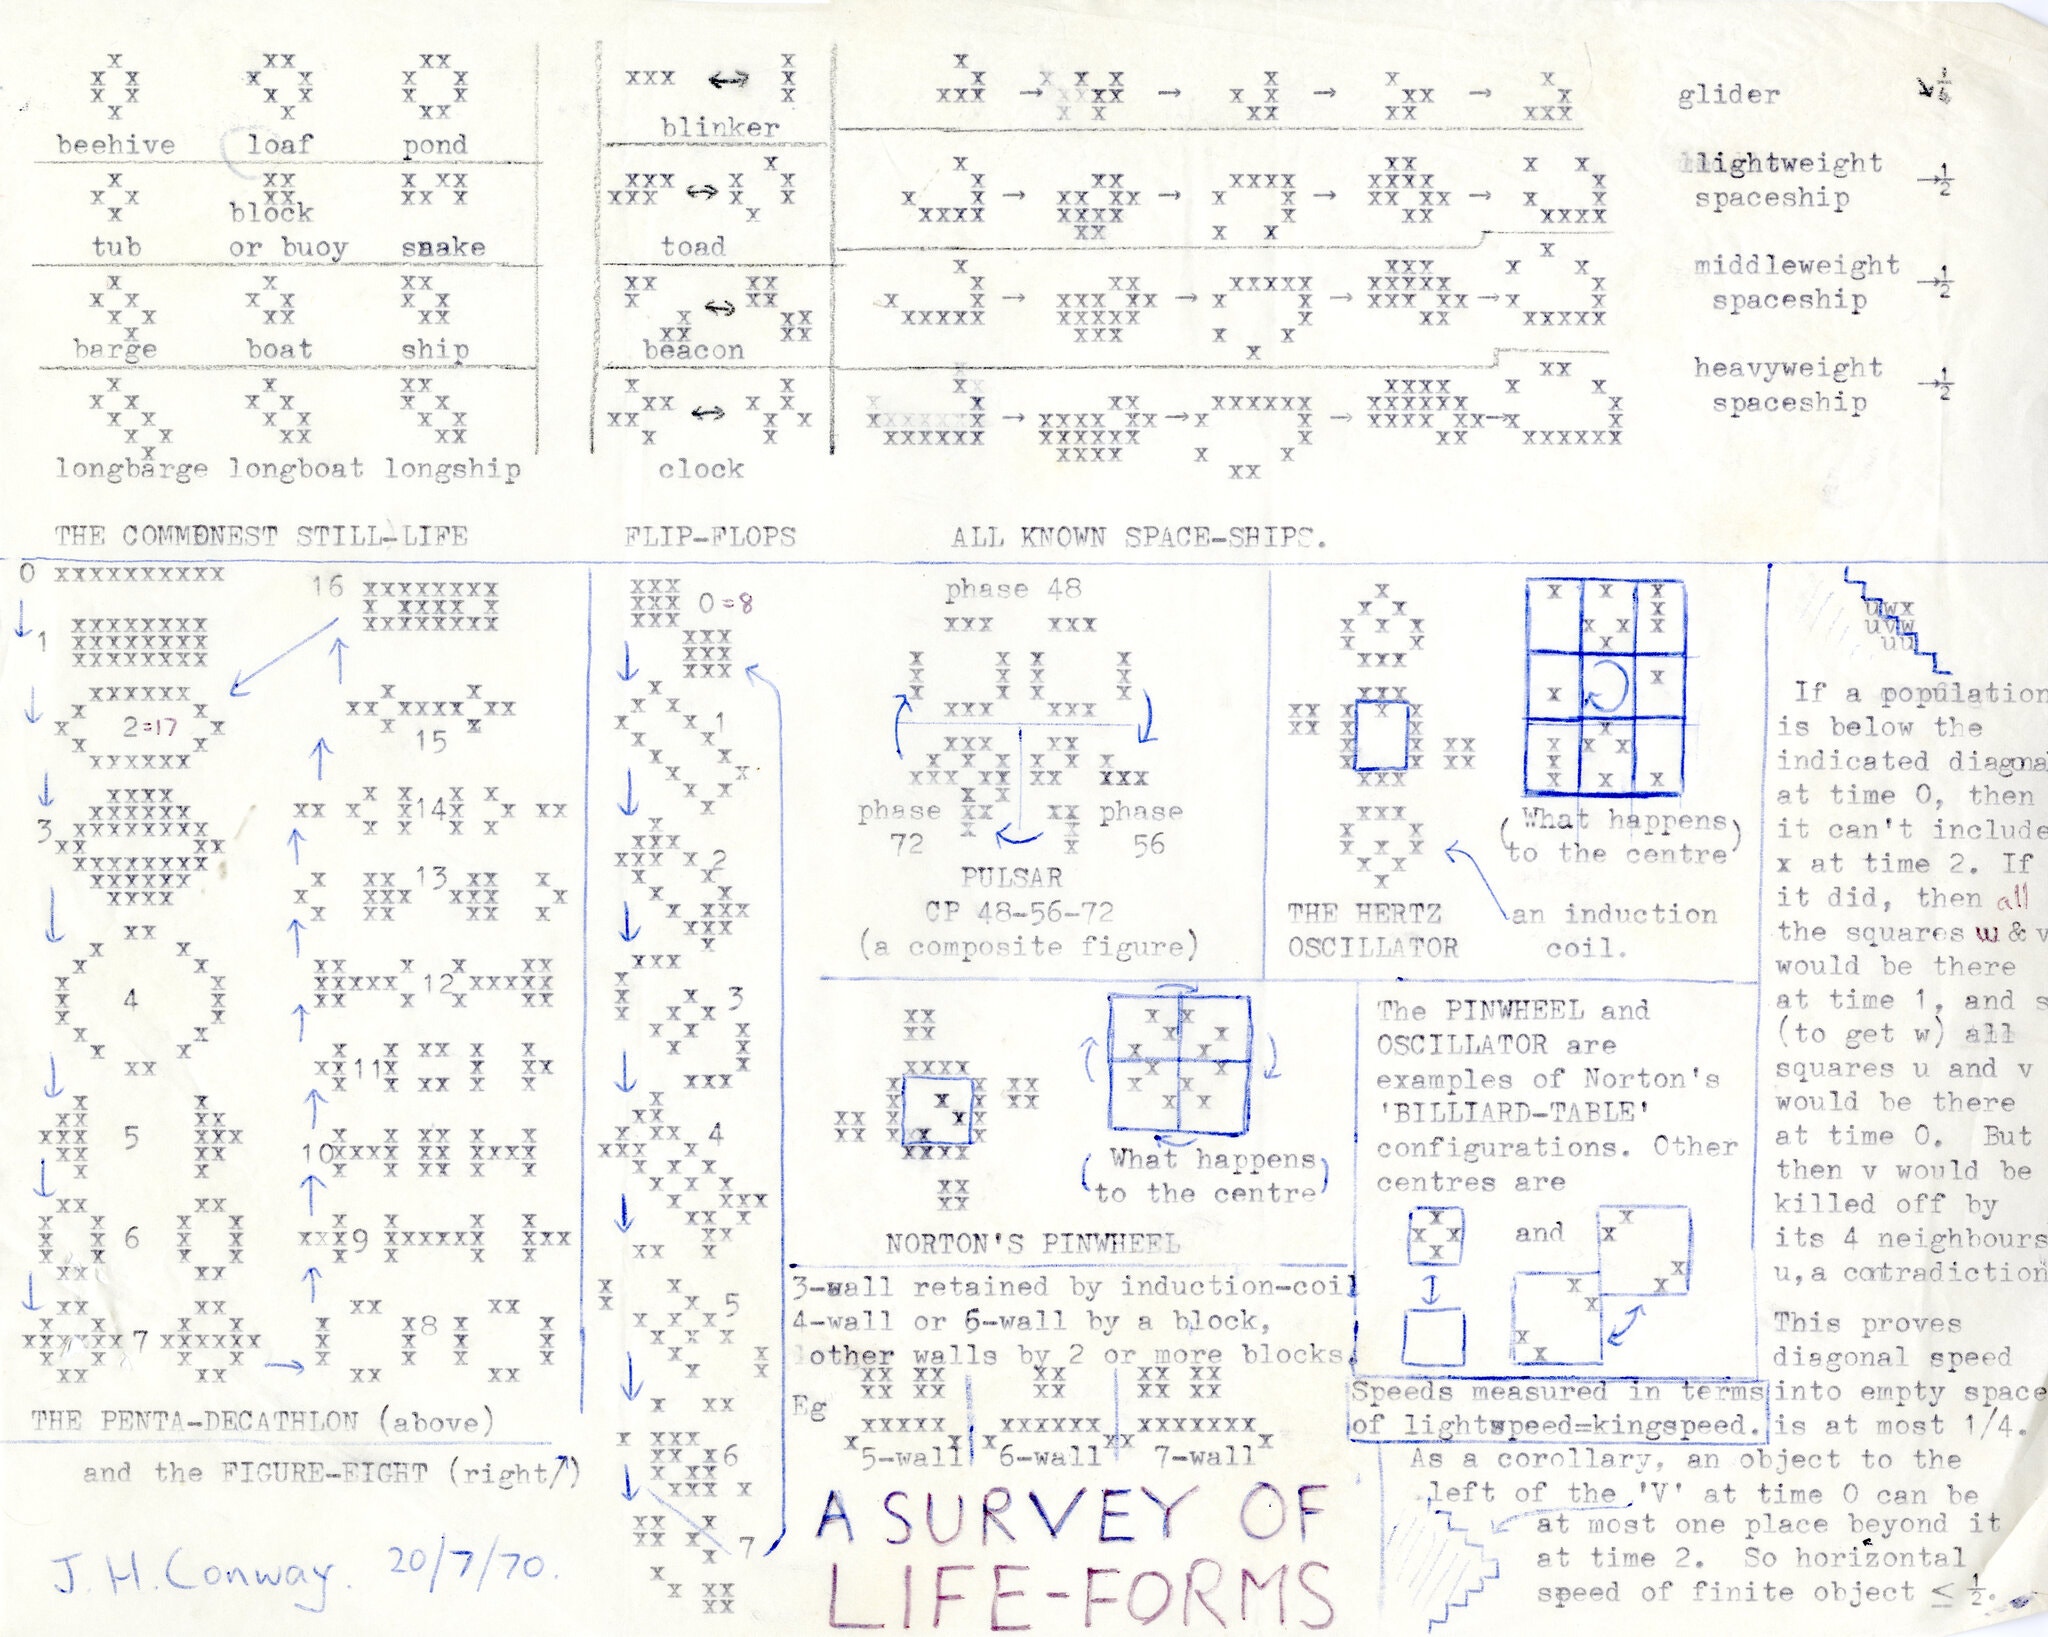 beehive loaf pond
tub block or buoy snake
barge boat ship
longbarge longboat longship
THE COMMONEST STILL-LIFE
blinker
toad
beacon
clock
FLIP-FLOPS
glider
lightweight
spaceship
→½
middleweight
spaceship
→½
heavyweight
spaceship
→½
ALL KNOWN SPACE-SHIPS.
0
1
2=17
3
4
5
6
7
8
9
10
11
12
13
14
15
16
THE PENTA-DECATHLON (above)
and the FIGURE-EIGHT (right↗)
J.H.Conway. 20/7/70.
0=8
1
2
3
4
5
6
7
phase 48
phase
72
phase
56
PULSAR
CP 48-56-72
(a composite figure)
(What happens
to the centre)
THE HERTZ
OSCILLATOR
an induction
coil.
(What happens
to the centre)
NORTON'S PINWHEEL
The PINWHEEL and
OSCILLATOR are
examples of Norton's
'BILLIARD-TABLE'
configurations. Other
centres are
and
3-wall retained by induction-coil
4-wall or 6-wall by a block,
other walls by 2 or more blocks.
Eg
5-wall 6-wall 7-wall
A SURVEY OF
LIFE-FORMS
Speeds measured in terms
of lightspeed=kingspeed.
uwx
uvw
uu
If a population
is below the
indicated diagonal
at time 0, then
it can't include
x at time 2. If
it did, then all
the squares w & v
would be there
at time 1, and s
(to get w) all
squares u and v
would be there
at time 0. But
then v would be
killed off by
its 4 neighbours
u, a contradiction
This proves
diagonal speed
into empty space
is at most 1/4.
As a corollary, an object to the
left of the 'V' at time 0 can be
at most one place beyond it
at time 2. So horizontal
speed of finite object ≤ ½.